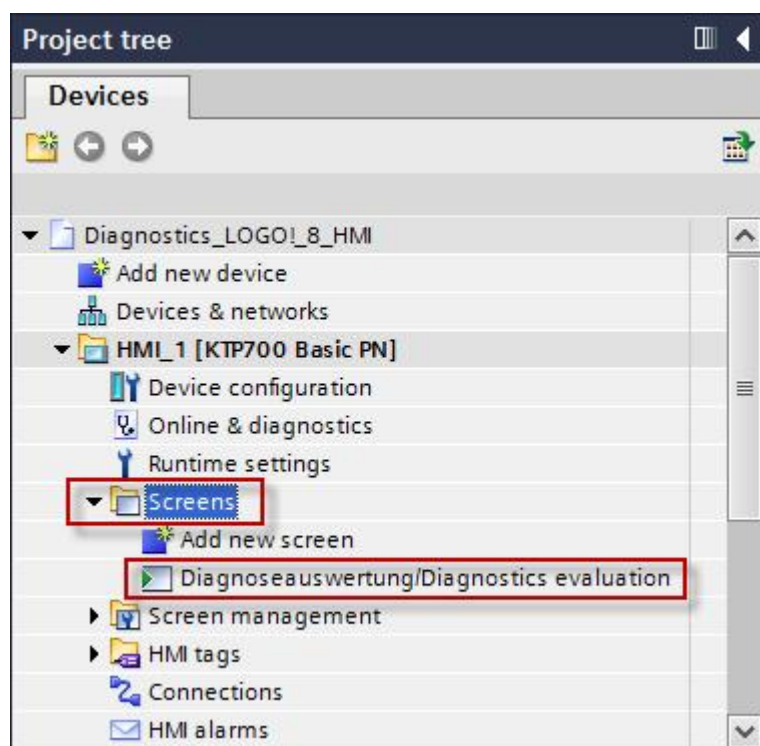 Project tree
Devices
Diagnostics_LOGO!_8_HMI
Add new device
Devices & networks
HMI_1 [KTP700 Basic PN]
Device configuration
Online & diagnostics
Runtime settings
Screens
Add new screen
Diagnoseauswertung/Diagnostics evaluation
Screen management
HMI tags
Connections
HMI alarms